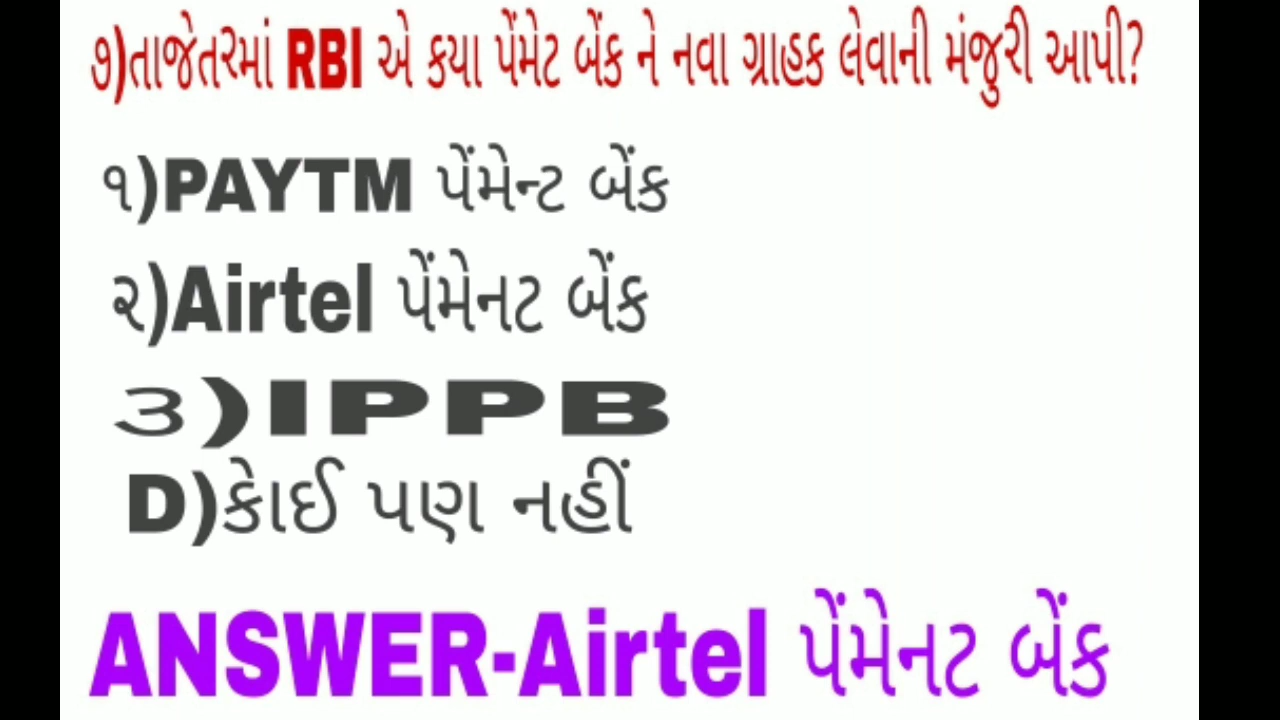 ૭)તાજેતરમાં RBI એ કયા પેંમેટ બેંક ને નવા ગ્રાહક લેવાની મંજુરી આપી?
૧)PAYTM પેંમેન્ટ બેંક
૨)Airtel પેંમેનટ બેંક
૩)IPPB
D)કોઈ પણ નહીં
ANSWER-Airtel પેંમેનટ બેંક